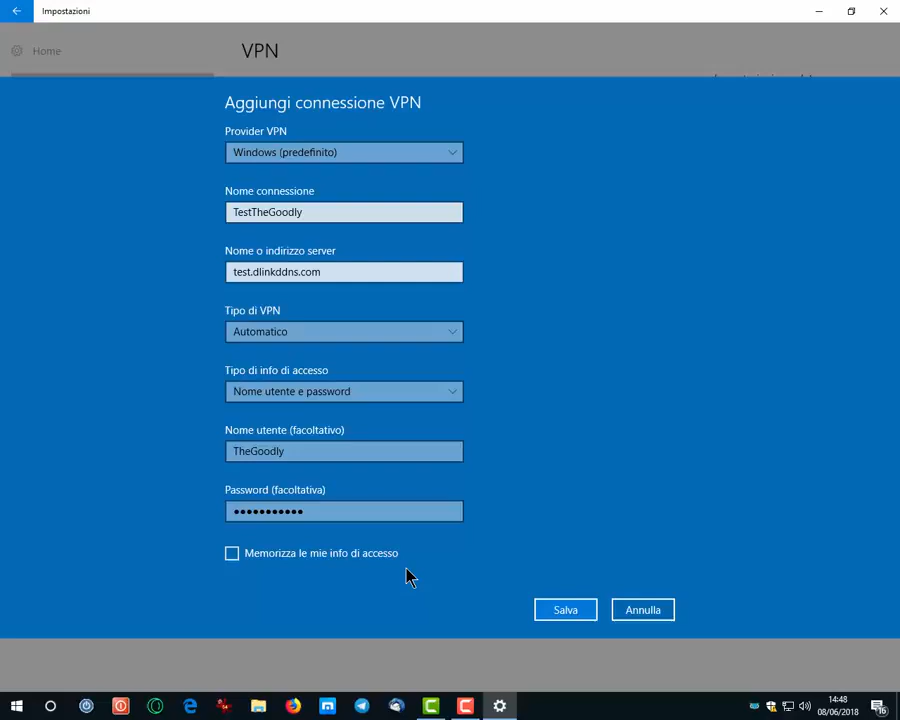 Impostazioni
Home
VPN
Aggiungi connessione VPN
Provider VPN
Windows (predefinito)
Nome connessione
TestTheGoodly
Nome o indirizzo server
test.dlinkddns.com
Tipo di VPN
Automatico
Tipo di info di accesso
Nome utente e password
Nome utente (facoltativo)
TheGoodly
Password (facoltativa)
●●●●●●●●●●●
Memorizza le mie info di accesso
Salva
Annulla
14:48
08/06/2018